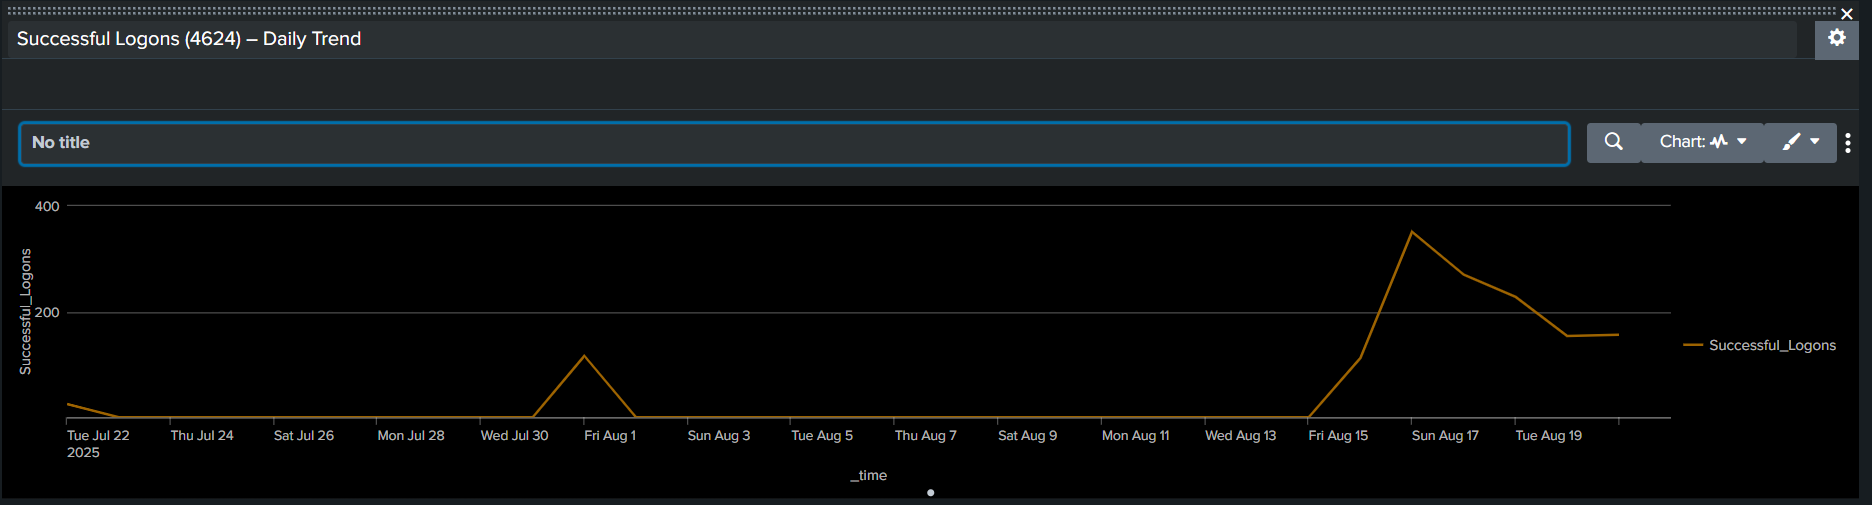 Successful Logons (4624) – Daily Trend
No title
Chart:
400
200
Successful_Logons
Successful_Logons
Tue Jul 22 Thu Jul 24 Sat Jul 26 Mon Jul 28 Wed Jul 30 Fri Aug 1 Sun Aug 3 Tue Aug 5 Thu Aug 7 Sat Aug 9 Mon Aug 11 Wed Aug 13 Fri Aug 15 Sun Aug 17 Tue Aug 19
2025
_time